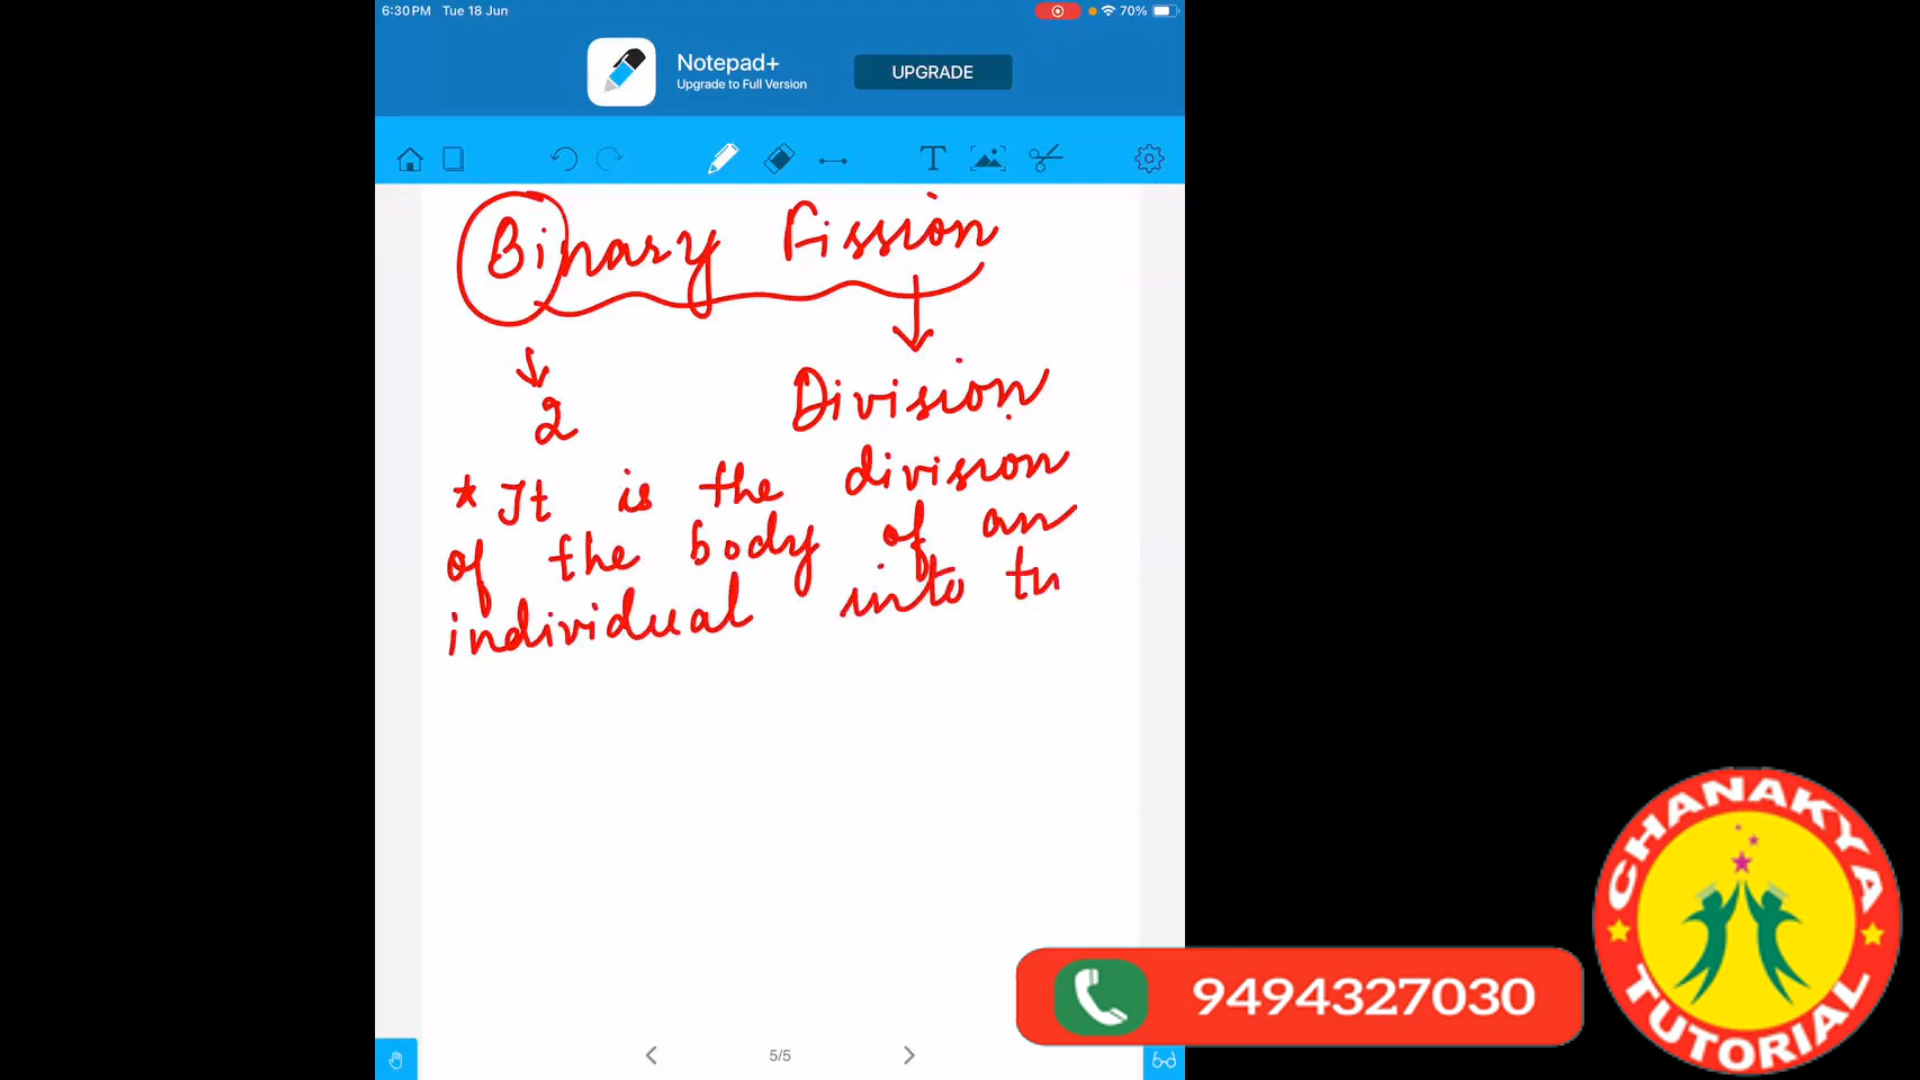 6:30 PM Tue 18 Jun 70%
Notepad+
Upgrade to Full Version
UPGRADE
T
Binary Fission
2 Division
* It is the division
of the body of an
individual into tw
5/5
9494327030
CHANAKYA
TUTORIAL